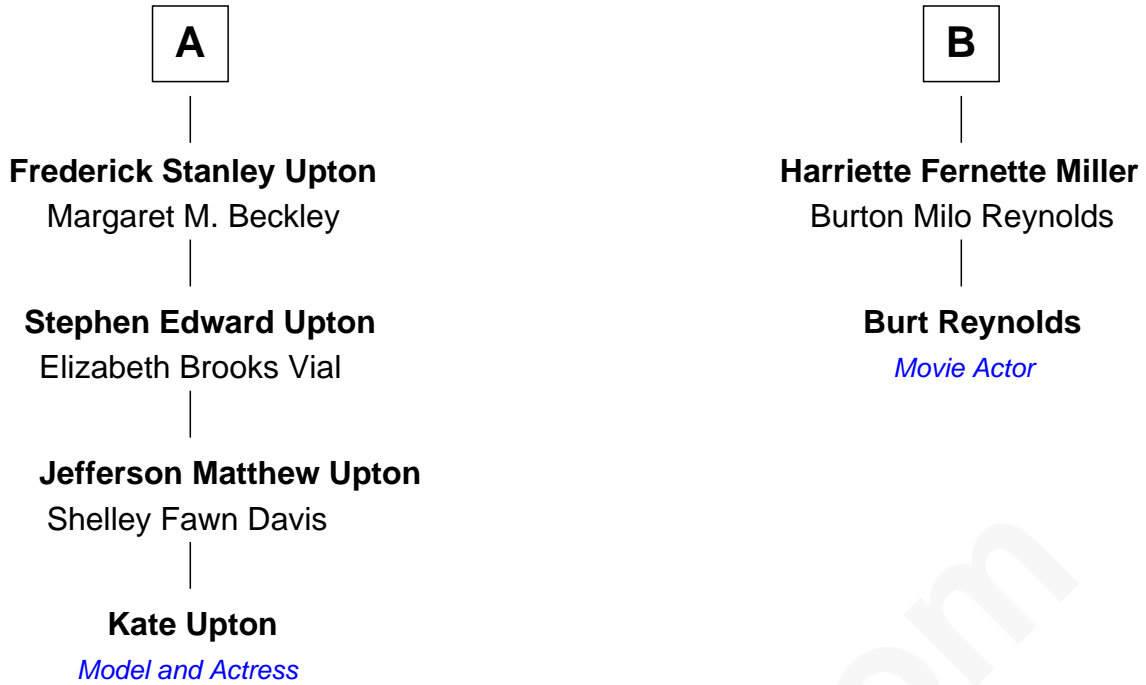 A
Frederick Stanley Upton
Margaret M. Beckley
Stephen Edward Upton
Elizabeth Brooks Vial
Jefferson Matthew Upton
Shelley Fawn Davis
Kate Upton
Model and Actress
B
Harriette Fernette Miller
Burton Milo Reynolds
Burt Reynolds
Movie Actor
om